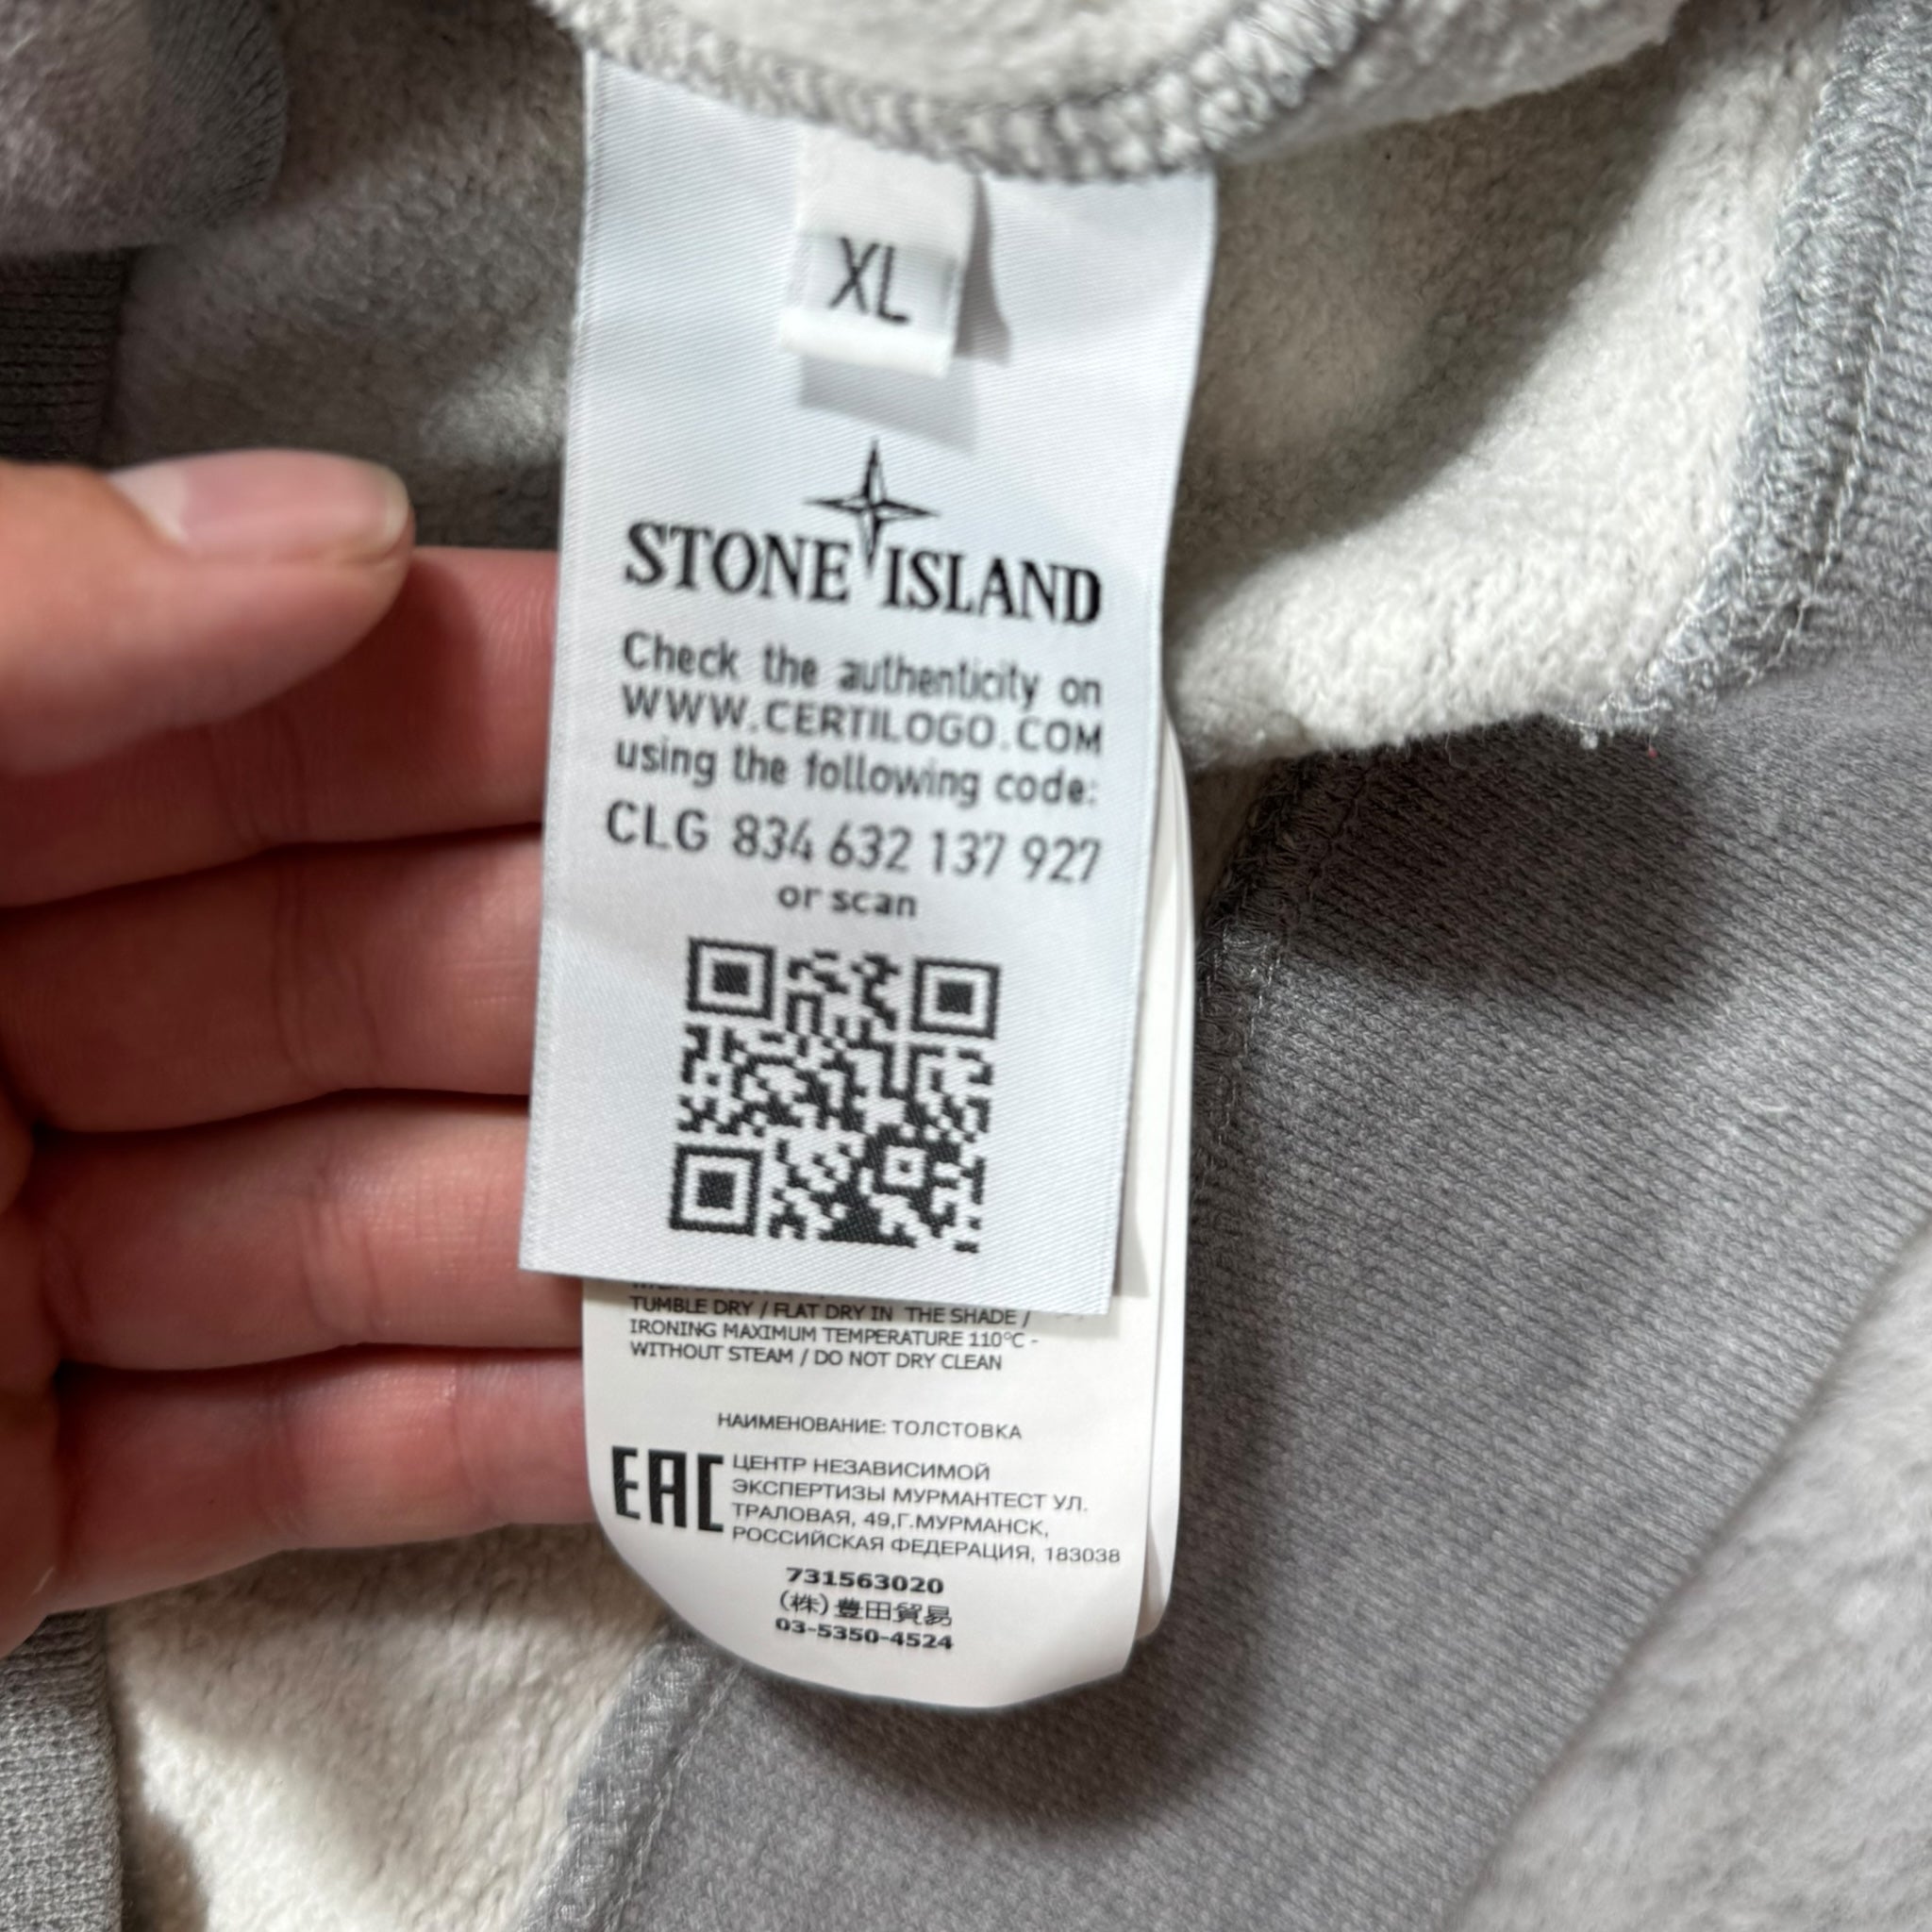 XL
STONE ISLAND
Check the authenticity on
WWW.CERTILOGO.COM
using the following code:
CLG 834 632 137 927
or scan
TUMBLE DRY / FLAT DRY IN THE SHADE /
IRONING MAXIMUM TEMPERATURE 110°C -
WITHOUT STEAM / DO NOT DRY CLEAN
НАИМЕНОВАНИЕ: ТОЛСТОВКА
EAC
ЦЕНТР НЕЗАВИСИМОЙ
ЭКСПЕРТИЗЫ МУРМАНТЕСТ УЛ.
ТРАЛОВАЯ, 49,Г.МУРМАНСК,
РОССИЙСКАЯ ФЕДЕРАЦИЯ, 183038
731563020
(株)豊田貿易
03-5350-4524